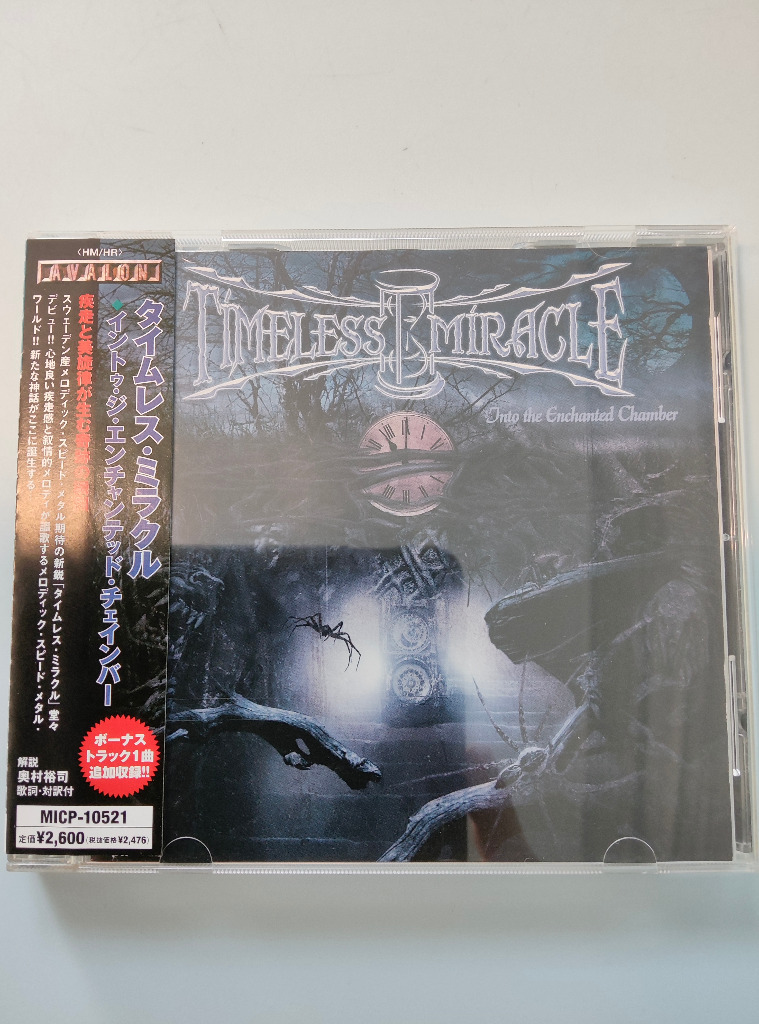 〈HM/HR〉
AVALON
タイムレス・ミラクル
◆イントゥ・ジ・エンチャンテッド・チェインバー
疾走と美旋律が生む
スウェーデン産メロディック・スピード・メタル期待の新鋭「タイムレス・ミラクル」堂々
デビュー!! 心地良い疾走感と叙情的メロディが
するメロディック・スピード・メタル・
ワールド!! 新たな神話がここに誕生する
ボーナス
トラック1曲
追加収録!!
解説
奥村裕司
歌詞・対訳付
MICP-10521
定価¥2,600(税抜価格¥2,476)
TIMELESS MIRACLE
Into the Enchanted Chamber